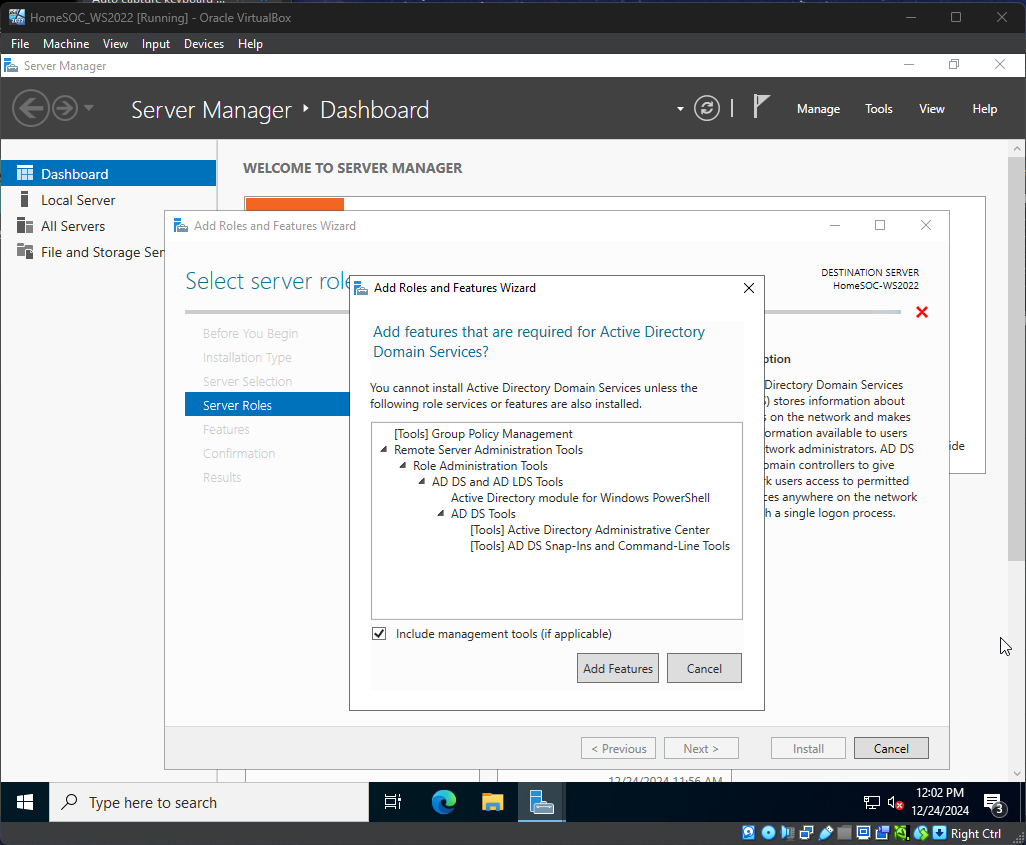 Auto capture keyboard ...
HomeSOC_WS2022 [Running] - Oracle VirtualBox
File Machine View Input Devices Help
Server Manager
Server Manager Dashboard
Manage Tools View Help
Dashboard
Local Server
All Servers
File and Storage Ser
WELCOME TO SERVER MANAGER
Add Roles and Features Wizard
Select server role
DESTINATION SERVER
HomeSOC-WS2022
Before You Begin
Installation Type
Server Selection
Server Roles
Features
Confirmation
Results
Add Roles and Features Wizard
Add features that are required for Active Directory
Domain Services?
You cannot install Active Directory Domain Services unless the
following role services or features are also installed.
[Tools] Group Policy Management
Remote Server Administration Tools
Role Administration Tools
AD DS and AD LDS Tools
Active Directory module for Windows PowerShell
AD DS Tools
[Tools] Active Directory Administrative Center
[Tools] AD DS Snap-Ins and Command-Line Tools
Include management tools (if applicable)
Add Features Cancel
ption
Directory Domain Services
) stores information about
on the network and makes
ormation available to users
twork administrators. AD DS
omain controllers to give
k users access to permitted
ces anywhere on the network
h a single logon process.
ide
< Previous Next > Install Cancel
12/24/2024 11:56 AM
Type here to search
12:02 PM
12/24/2024
3
Right Ctrl